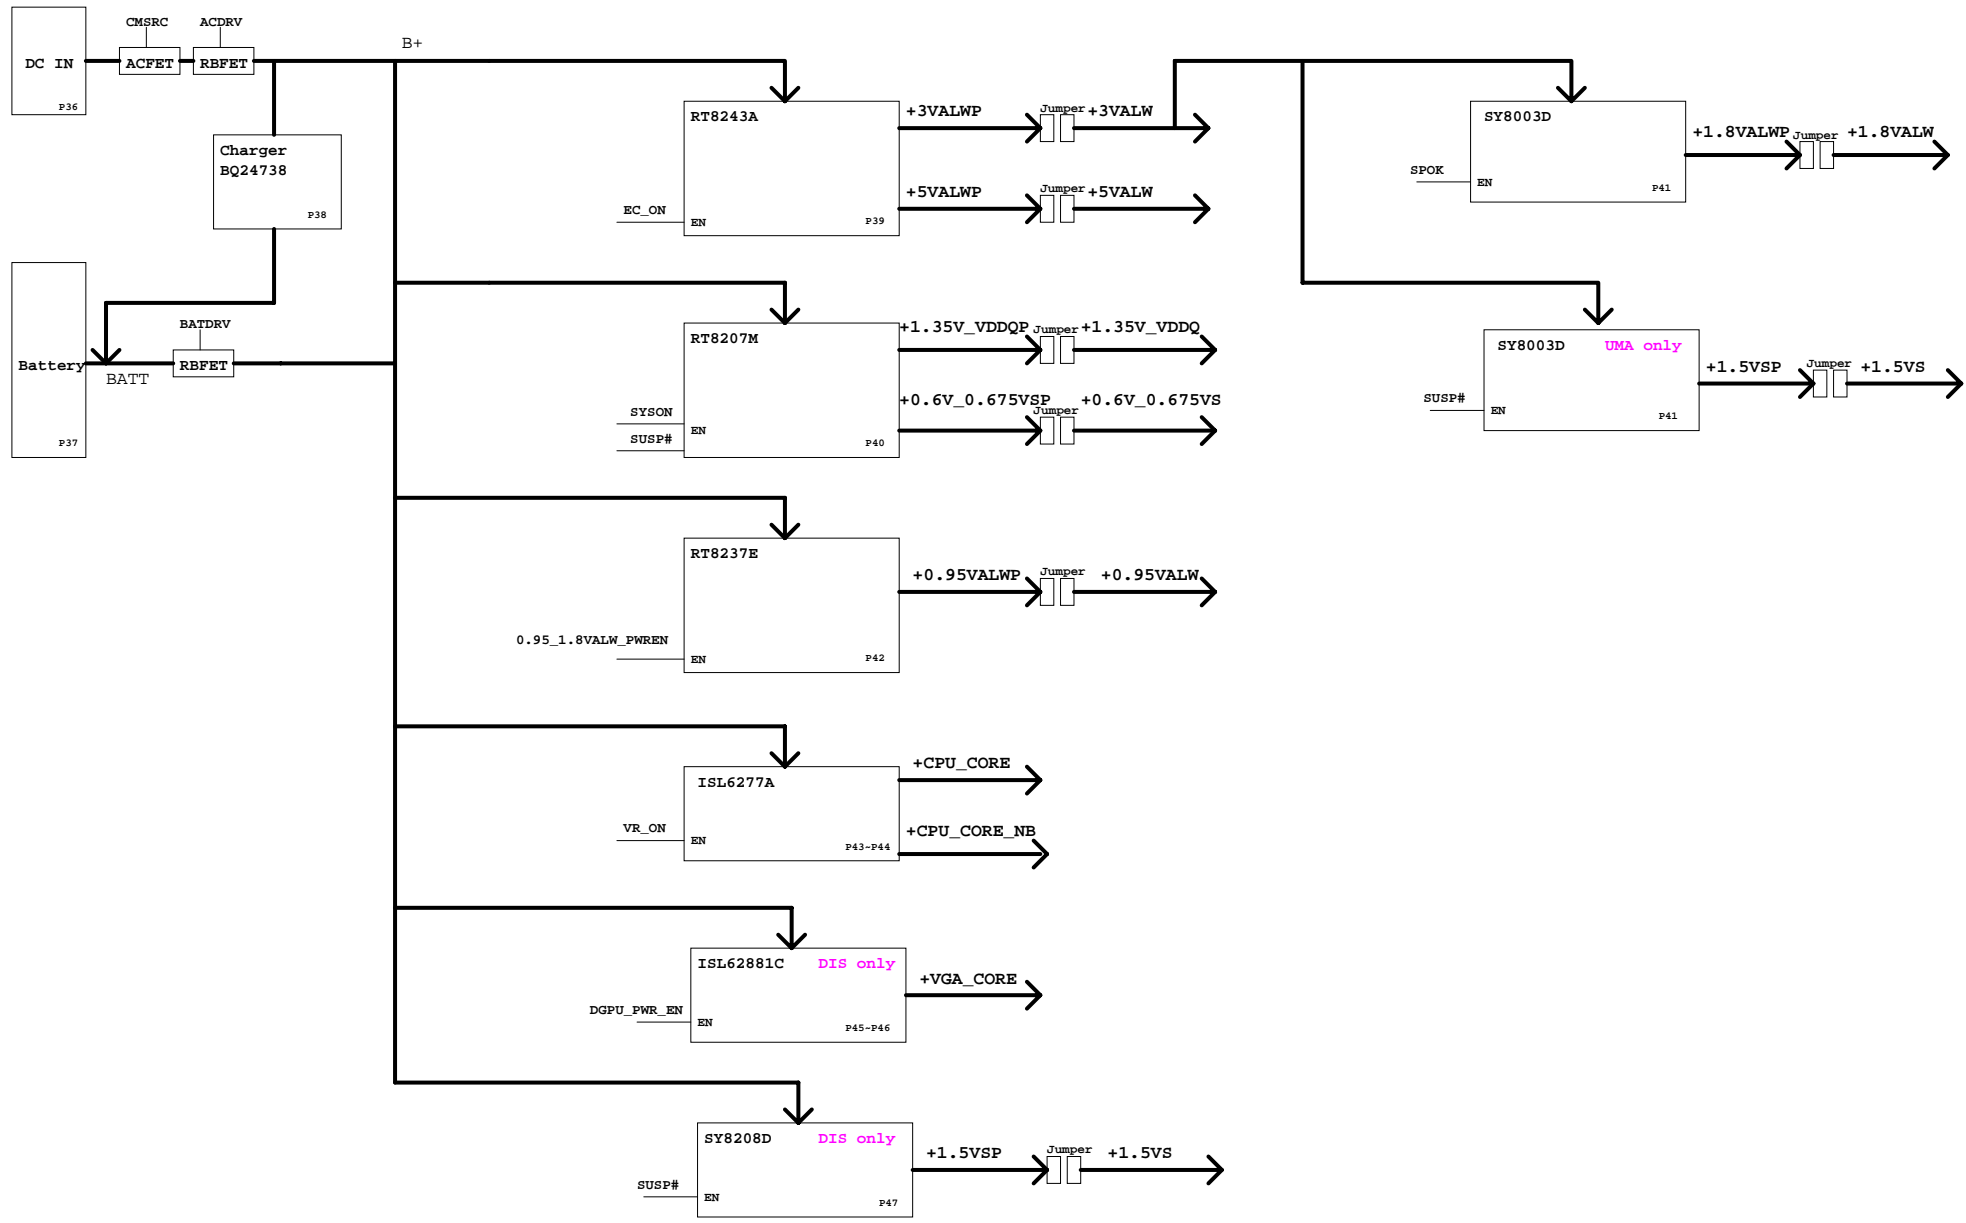 CMSRC
ACDRV
B+
DC IN
ACFET
RBFET
P36
Charger
BQ24738
P38
Battery
BATDRV
RBFET
BATT
P37
RT8243A
+3VALWP
Jumper
+3VALW
+5VALWP
Jumper
+5VALW
EC_ON
EN
P39
SY8003D
+1.8VALWP
Jumper
+1.8VALW
SPOK
EN
P41
RT8207M
+1.35V_VDDQP
Jumper
+1.35V_VDDQ
+0.6V_0.675VSP
Jumper
+0.6V_0.675VS
SYSON
EN
SUSP#
P40
SY8003D
UMA only
+1.5VSP
Jumper
+1.5VS
SUSP#
EN
P41
RT8237E
+0.95VALWP
Jumper
+0.95VALW
0.95_1.8VALW_PWREN
EN
P42
ISL6277A
+CPU_CORE
VR_ON
EN
+CPU_CORE_NB
P43~P44
ISL62881C
DIS only
+VGA_CORE
DGPU_PWR_EN
EN
P45~P46
SY8208D
DIS only
+1.5VSP
Jumper
+1.5VS
SUSP#
EN
P47